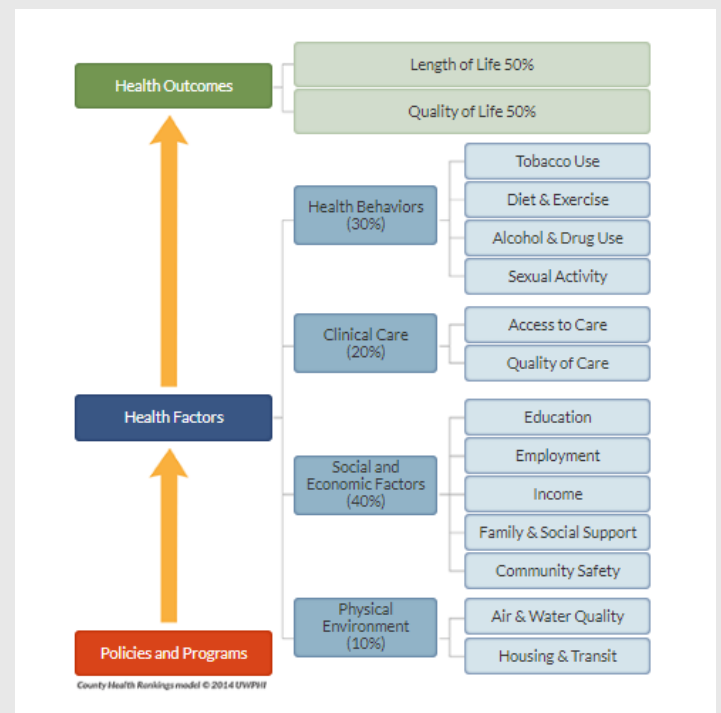 Health Outcomes
Length of Life 50%
Quality of Life 50%
Health Behaviors
(30%)
Tobacco Use
Diet & Exercise
Alcohol & Drug Use
Sexual Activity
Clinical Care
(20%)
Access to Care
Quality of Care
Health Factors
Social and
Economic Factors
(40%)
Education
Employment
Income
Family & Social Support
Community Safety
Physical
Environment
(10%)
Air & Water Quality
Housing & Transit
Policies and Programs
County Health Rankings model © 2014 UWPHI